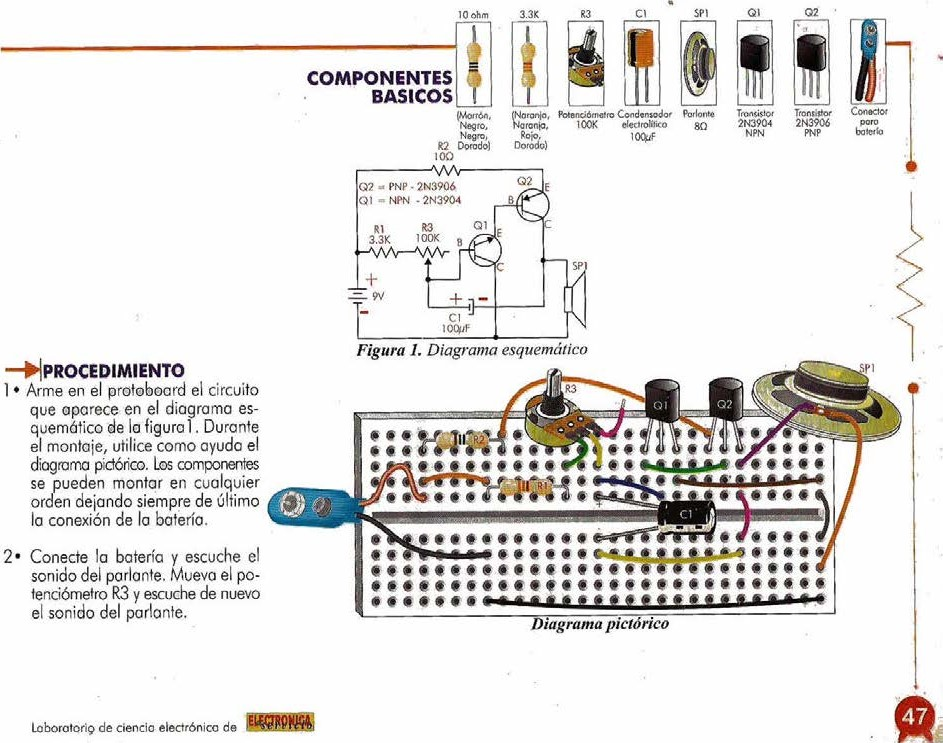 10 ohm 3.3K R3 C1 SP1 Q1 Q2
COMPONENTES
BASICOS
(Marrón,
Negro,
Negro,
Dorado)
(Naranja,
Naranja,
Rojo,
Dorado)
Potenciómetro
100K
Condensador
electrolítico
100µF
Parlante
8Ω
Transistor
2N3904
NPN
Transistor
2N3906
PNP
Conector
para
batería
R2
10Ω
Q2 = PNP - 2N3906
Q1 = NPN - 2N3904
Q2
E
B
C
R1
3.3K
R3
100K
Q1
B
E
C
SP1
+
9V
-
+ -
C1
100µF
Figura 1. Diagrama esquemático
PROCEDIMIENTO
1• Arme en el protoboard el circuito
que aparece en el diagrama es-
quemático de la figura1. Durante
el montaje, utilice como ayuda el
diagrama pictórico. Los componentes
se pueden montar en cualquier
orden dejando siempre de último
la conexión de la batería.
2• Conecte la batería y escuche el
sonido del parlante. Mueva el po-
tenciómetro R3 y escuche de nuevo
el sonido del parlante.
SP1
R3
Q1
Q2
R2
R1
+
C1
Diagrama pictórico
Laboratorio de ciencia electrónica de ELECTRONICA
servicio
47